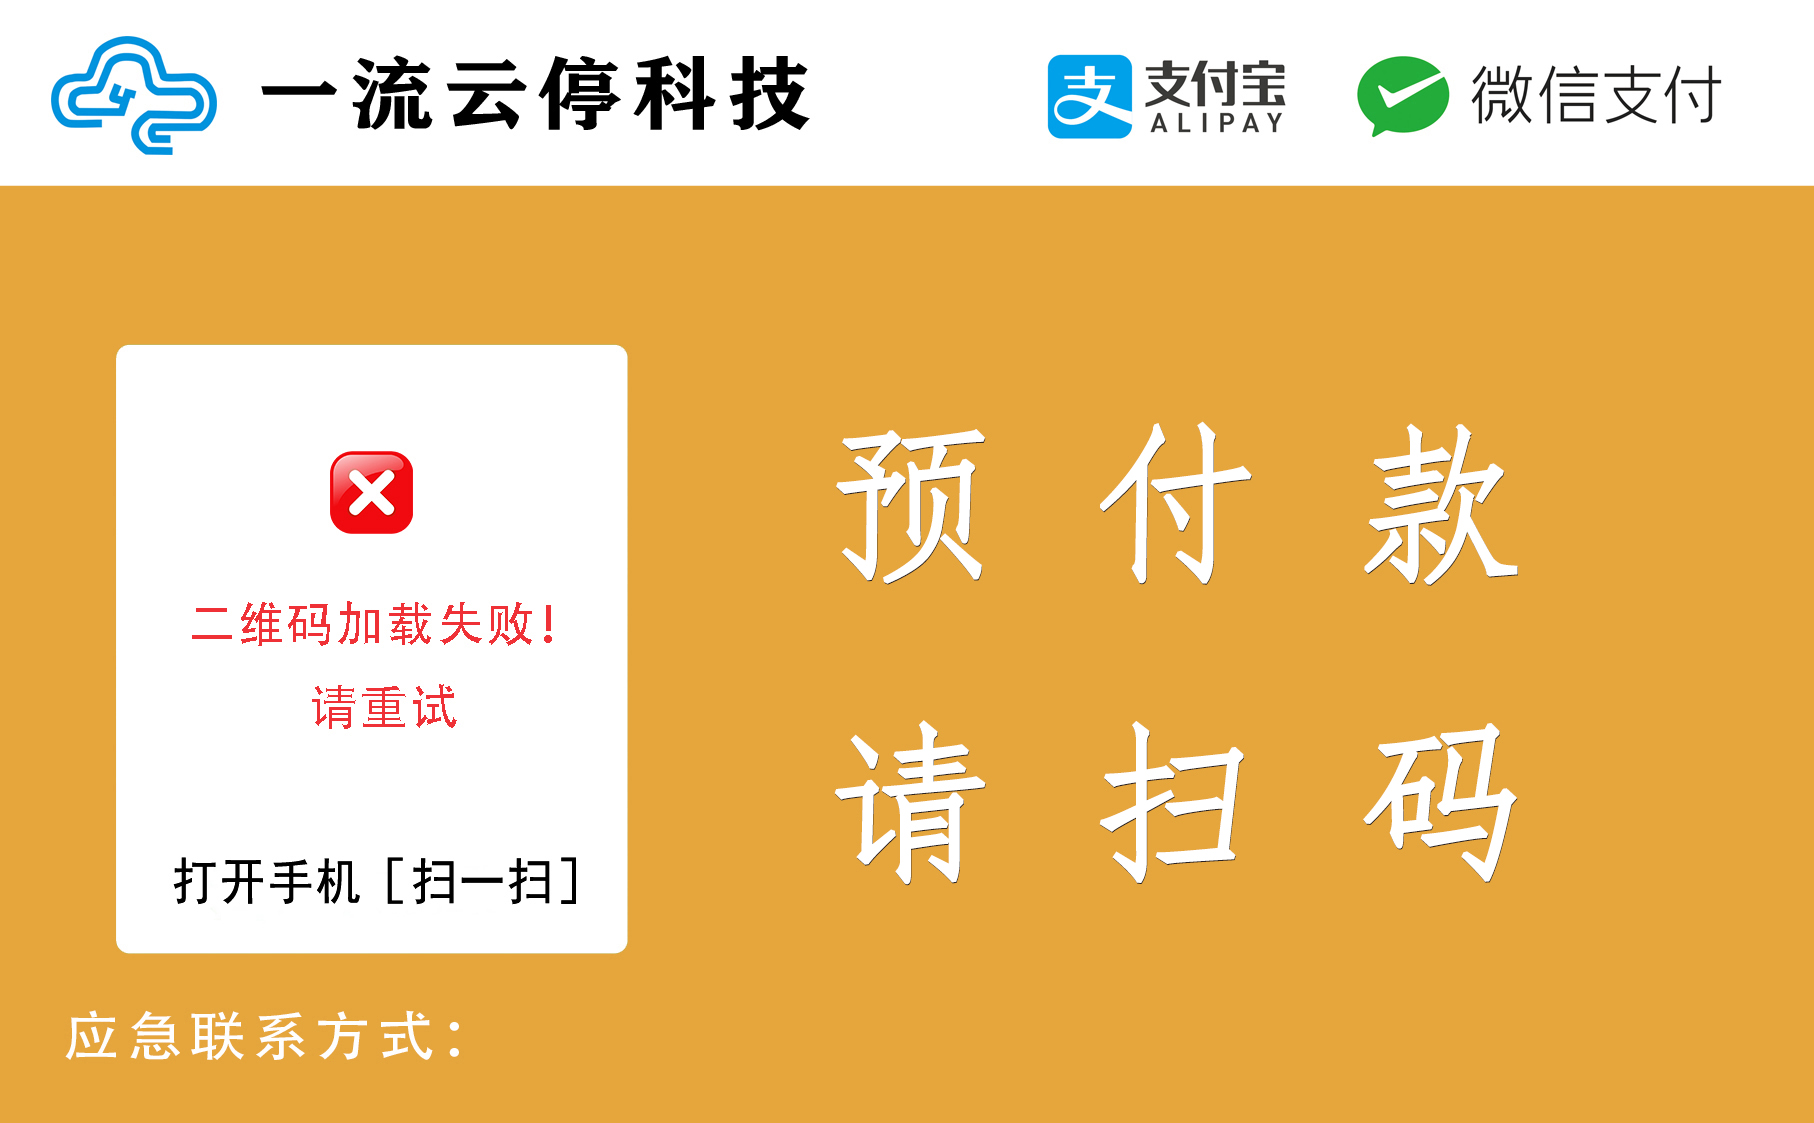 一流云停科技
支付宝
ALIPAY
微信支付
二维码加载失败!
请重试
打开手机[扫一扫]
预付款
请扫码
应急联系方式: